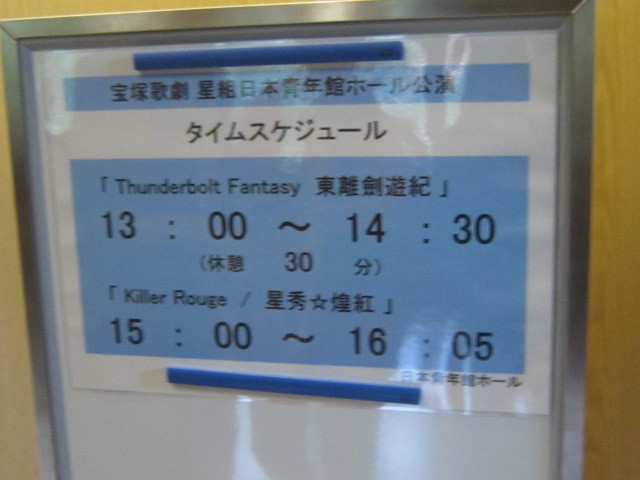 宝塚歌劇 星組日本青年館ホール公演
タイムスケジュール
「 Thunderbolt Fantasy 東離劍遊紀 」
13 : 00 ～ 14 : 30
(休憩 30 分)
「 Killer Rouge / 星秀☆煌紅 」
15 : 00 ～ 16 : 05
日本青年館ホール